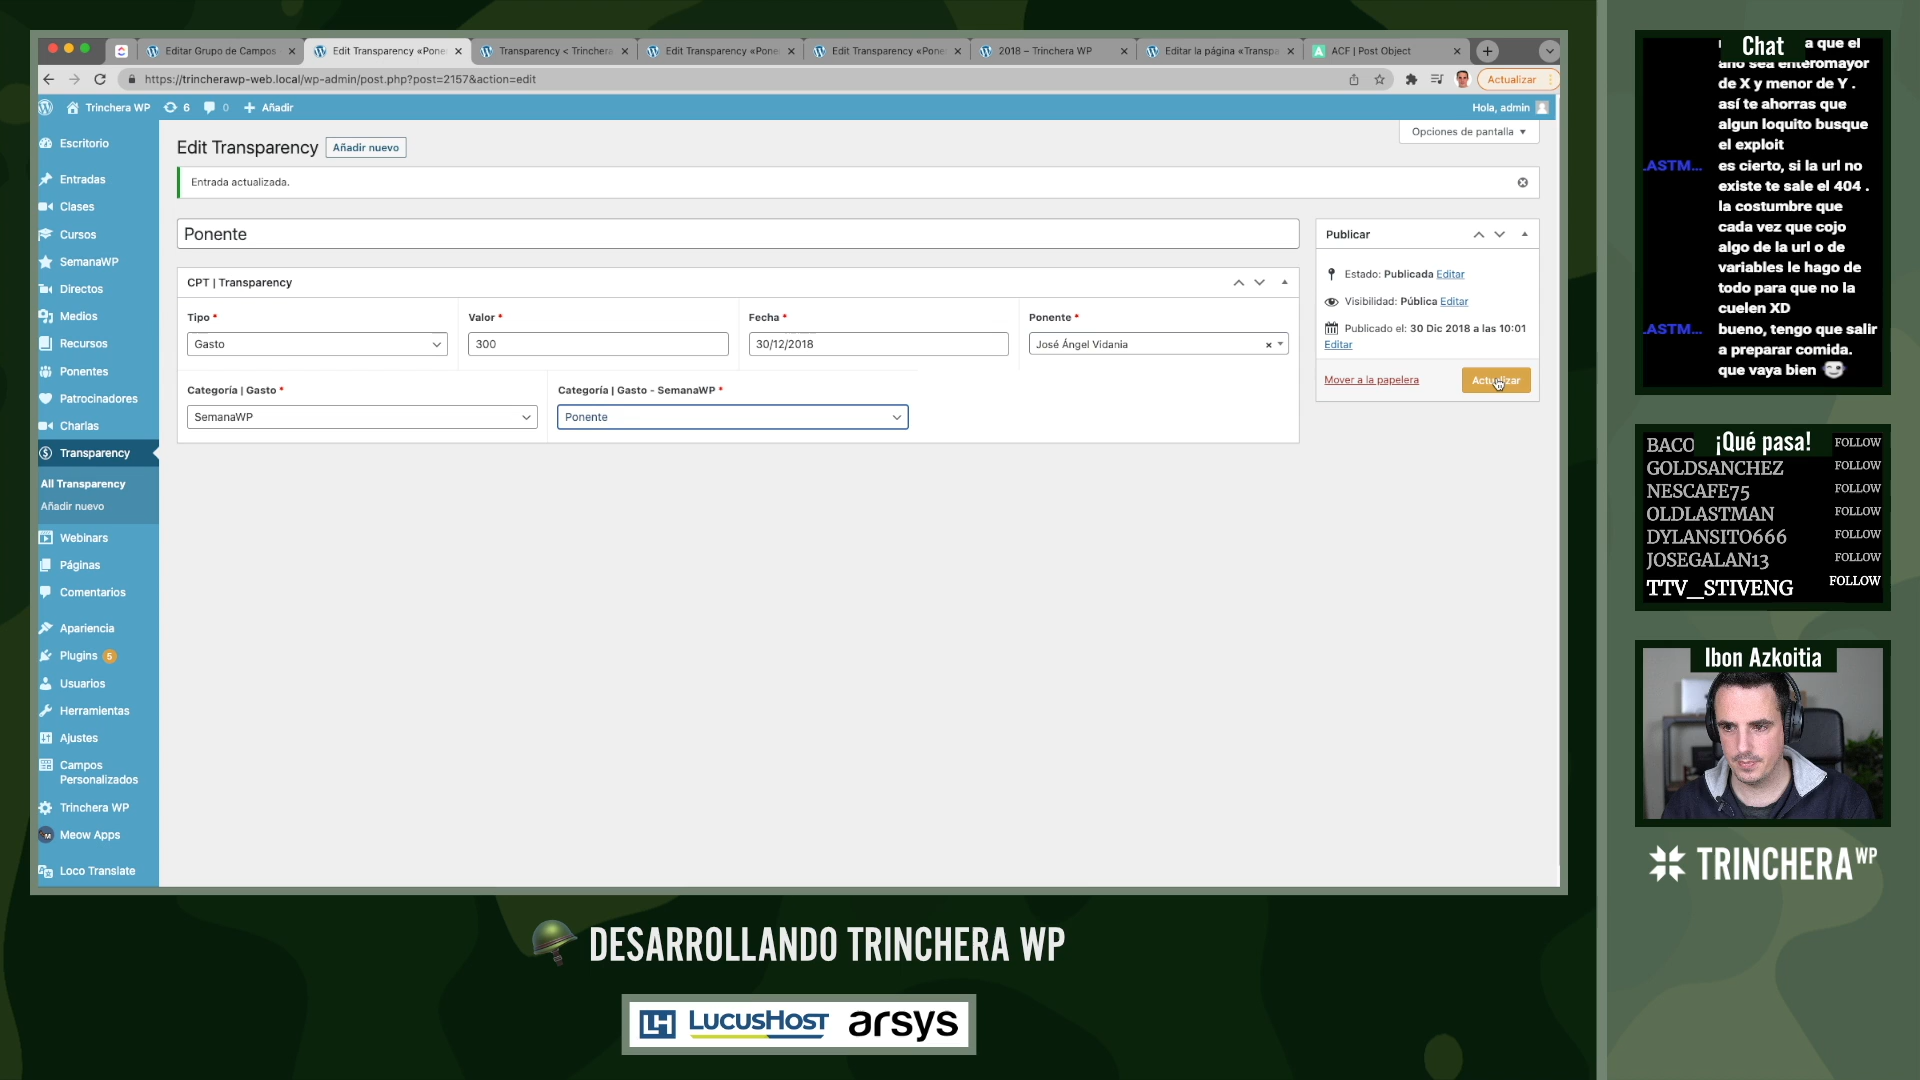 Editar Grupo de Campos
Edit Transparency «Pone
Transparency < Trinchera
Edit Transparency «Pone
Edit Transparency «Pone
2018 – Trinchera WP
Editar la página «Transpa
ACF | Post Object
https://trincherawp-web.local/wp-admin/post.php?post=2157&action=edit
Actualizar
Trinchera WP
6
0
Añadir
Hola, admin
Escritorio
Entradas
Clases
Cursos
SemanaWP
Directos
Medios
Recursos
Ponentes
Patrocinadores
Charlas
Transparency
All Transparency
Añadir nuevo
Webinars
Páginas
Comentarios
Apariencia
Plugins 5
Usuarios
Herramientas
Ajustes
Campos
Personalizados
Trinchera WP
Meow Apps
Loco Translate
Opciones de pantalla
Edit Transparency
Añadir nuevo
Entrada actualizada.
Ponente
CPT | Transparency
Tipo *
Valor *
Fecha *
Ponente *
Gasto
300
30/12/2018
José Ángel Vidania
Categoría | Gasto *
Categoría | Gasto - SemanaWP *
SemanaWP
Ponente
Publicar
Estado: Publicada Editar
Visibilidad: Pública Editar
Publicado el: 30 Dic 2018 a las 10:01
Editar
Mover a la papelera
Actualizar
Chat
a que el
año sea enteromayor
de X y menor de Y .
así te ahorras que
algun loquito busque
el exploit
LASTM... es cierto, si la url no
existe te sale el 404 .
la costumbre que
cada vez que cojo
algo de la url o de
variables le hago de
todo para que no la
cuelen XD
LASTM... bueno, tengo que salir
a preparar comida.
que vaya bien
¡Qué pasa!
BACO FOLLOW
GOLDSANCHEZ FOLLOW
NESCAFE75 FOLLOW
OLDLASTMAN FOLLOW
DYLANSITO666 FOLLOW
JOSEGALAN13 FOLLOW
TTV_STIVENG FOLLOW
Ibon Azkoitia
TRINCHERA WP
DESARROLLANDO TRINCHERA WP
LH LUCUSHOST arsys